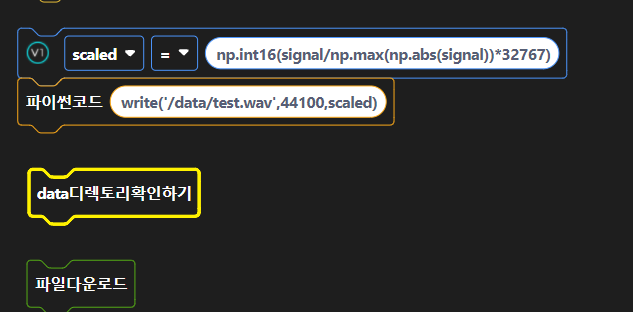 V1 scaled = np.int16(signal/np.max(np.abs(signal))*32767)
파이썬코드 write('/data/test.wav',44100,scaled)
data디렉토리확인하기
파일다운로드